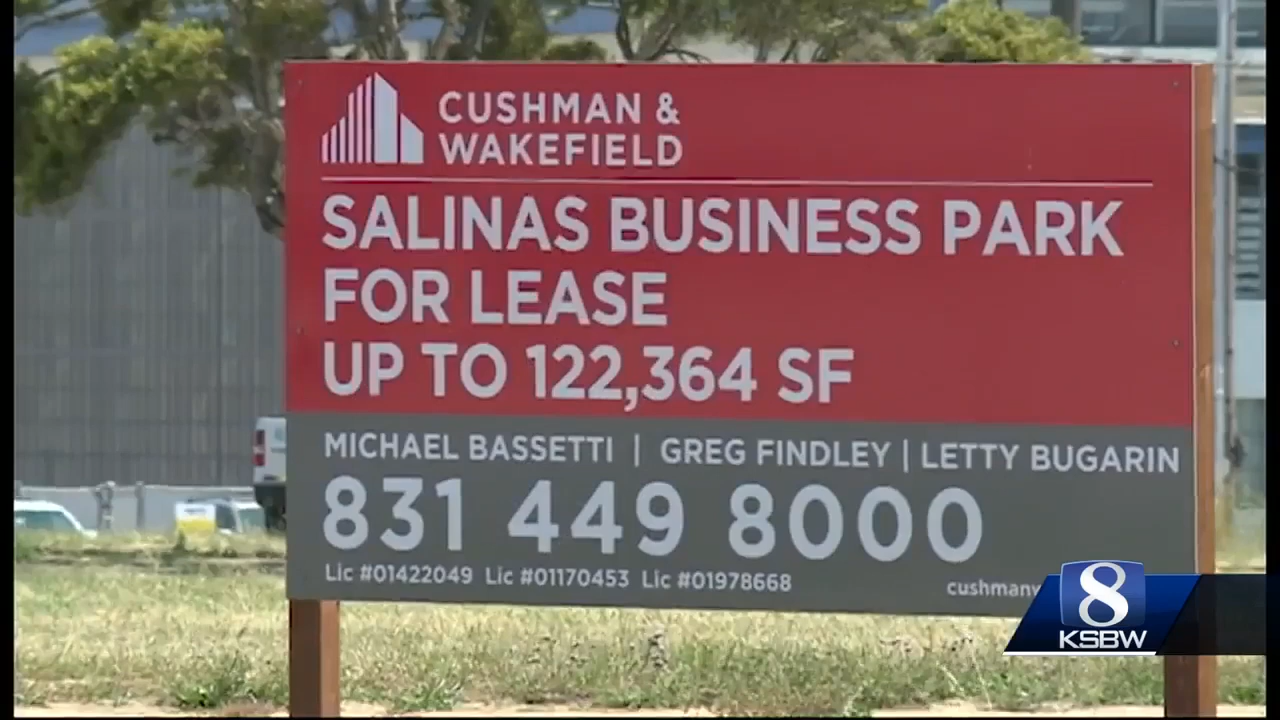 CUSHMAN &
WAKEFIELD
SALINAS BUSINESS PARK
FOR LEASE
UP TO 122,364 SF
MICHAEL BASSETTI | GREG FINDLEY | LETTY BUGARIN
831 449 8000
Lic #01422049 Lic #01170453 Lic #01978668
cushmanw
8
KSBW